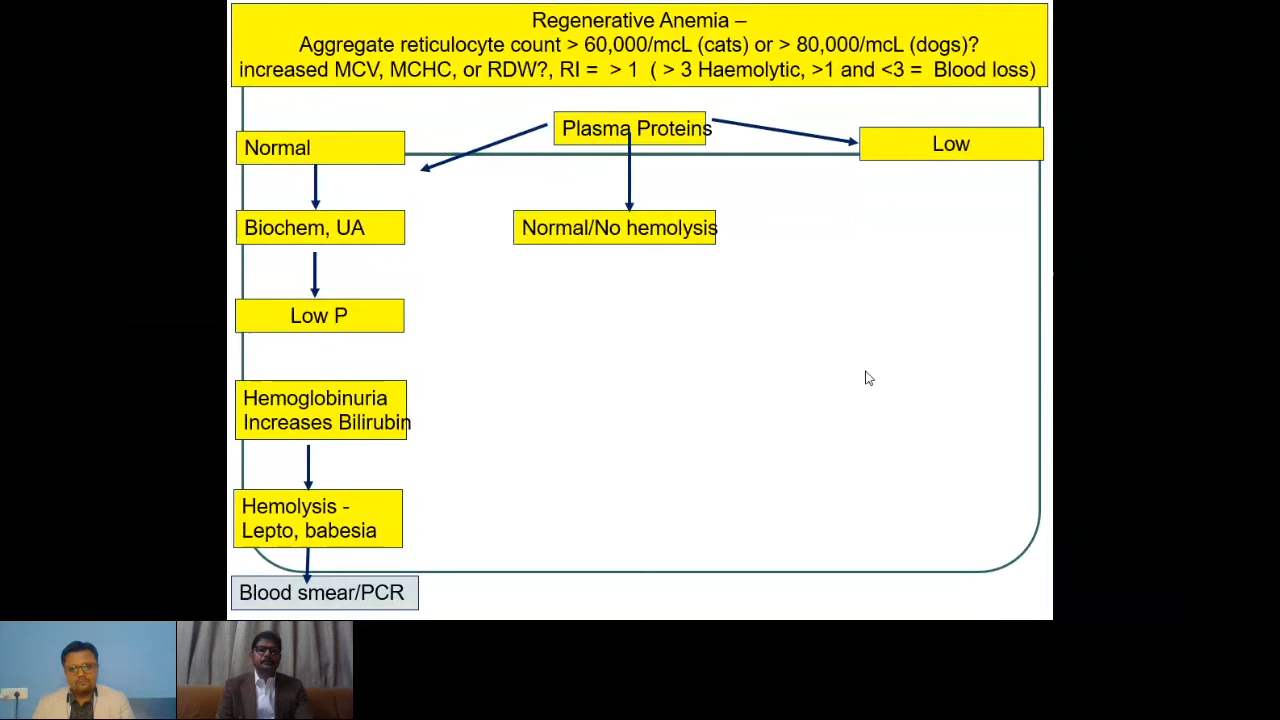 Regenerative Anemia –
Aggregate reticulocyte count > 60,000/mcL (cats) or > 80,000/mcL (dogs)?
increased MCV, MCHC, or RDW?, RI = > 1 ( > 3 Haemolytic, >1 and <3 = Blood loss)
Plasma Proteins
Normal
Low
Biochem, UA
Normal/No hemolysis
Low P
Hemoglobinuria
Increases Bilirubin
Hemolysis -
Lepto, babesia
Blood smear/PCR